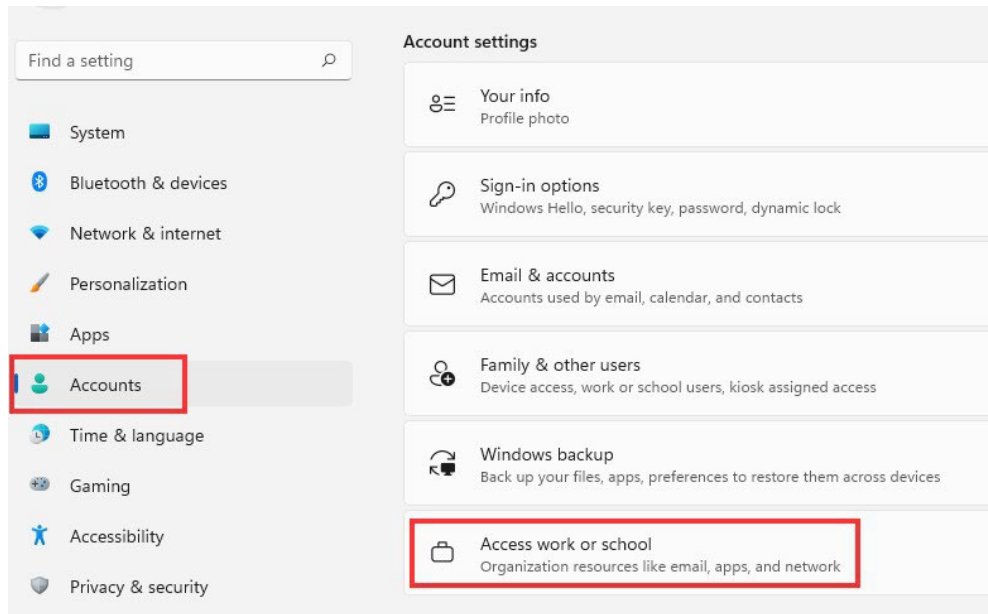 Find a setting
System
Bluetooth & devices
Network & internet
Personalization
Apps
Accounts
Time & language
Gaming
Accessibility
Privacy & security
Account settings
Your info
Profile photo
Sign-in options
Windows Hello, security key, password, dynamic lock
Email & accounts
Accounts used by email, calendar, and contacts
Family & other users
Device access, work or school users, kiosk assigned access
Windows backup
Back up your files, apps, preferences to restore them across devices
Access work or school
Organization resources like email, apps, and network